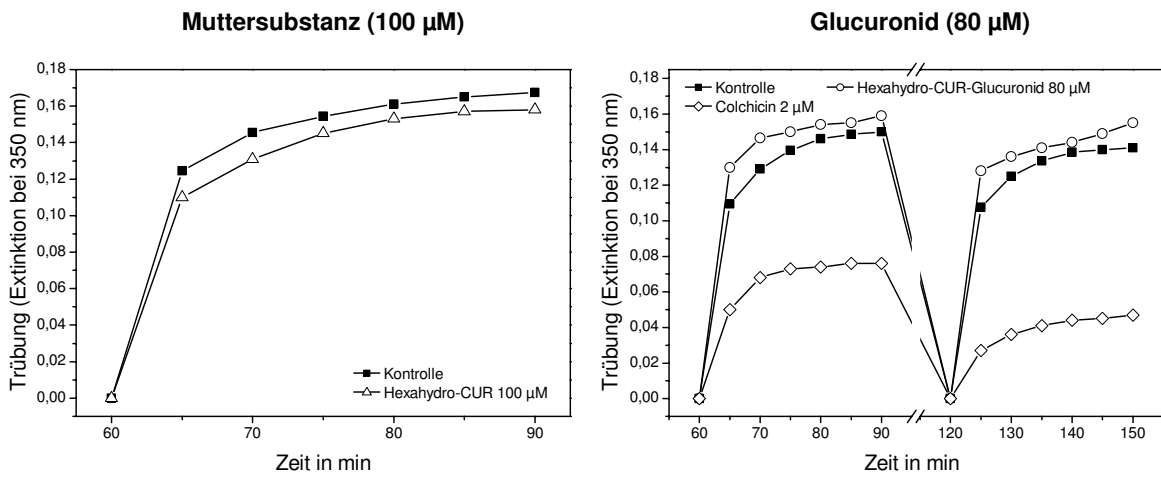 Muttersubstanz (100 µM)
Trübung (Extinktion bei 350 nm)
0,18
0,16
0,14
0,12
0,10
0,08
0,06
0,04
0,02
0,00
Kontrolle
Hexahydro-CUR 100 µM
60 70 80 90
Zeit in min
Glucuronid (80 µM)
Trübung (Extinktion bei 350 nm)
0,18
0,16
0,14
0,12
0,10
0,08
0,06
0,04
0,02
0,00
Kontrolle Hexahydro-CUR-Glucuronid 80 µM
Colchicin 2 µM
60 70 80 90 120 130 140 150
Zeit in min